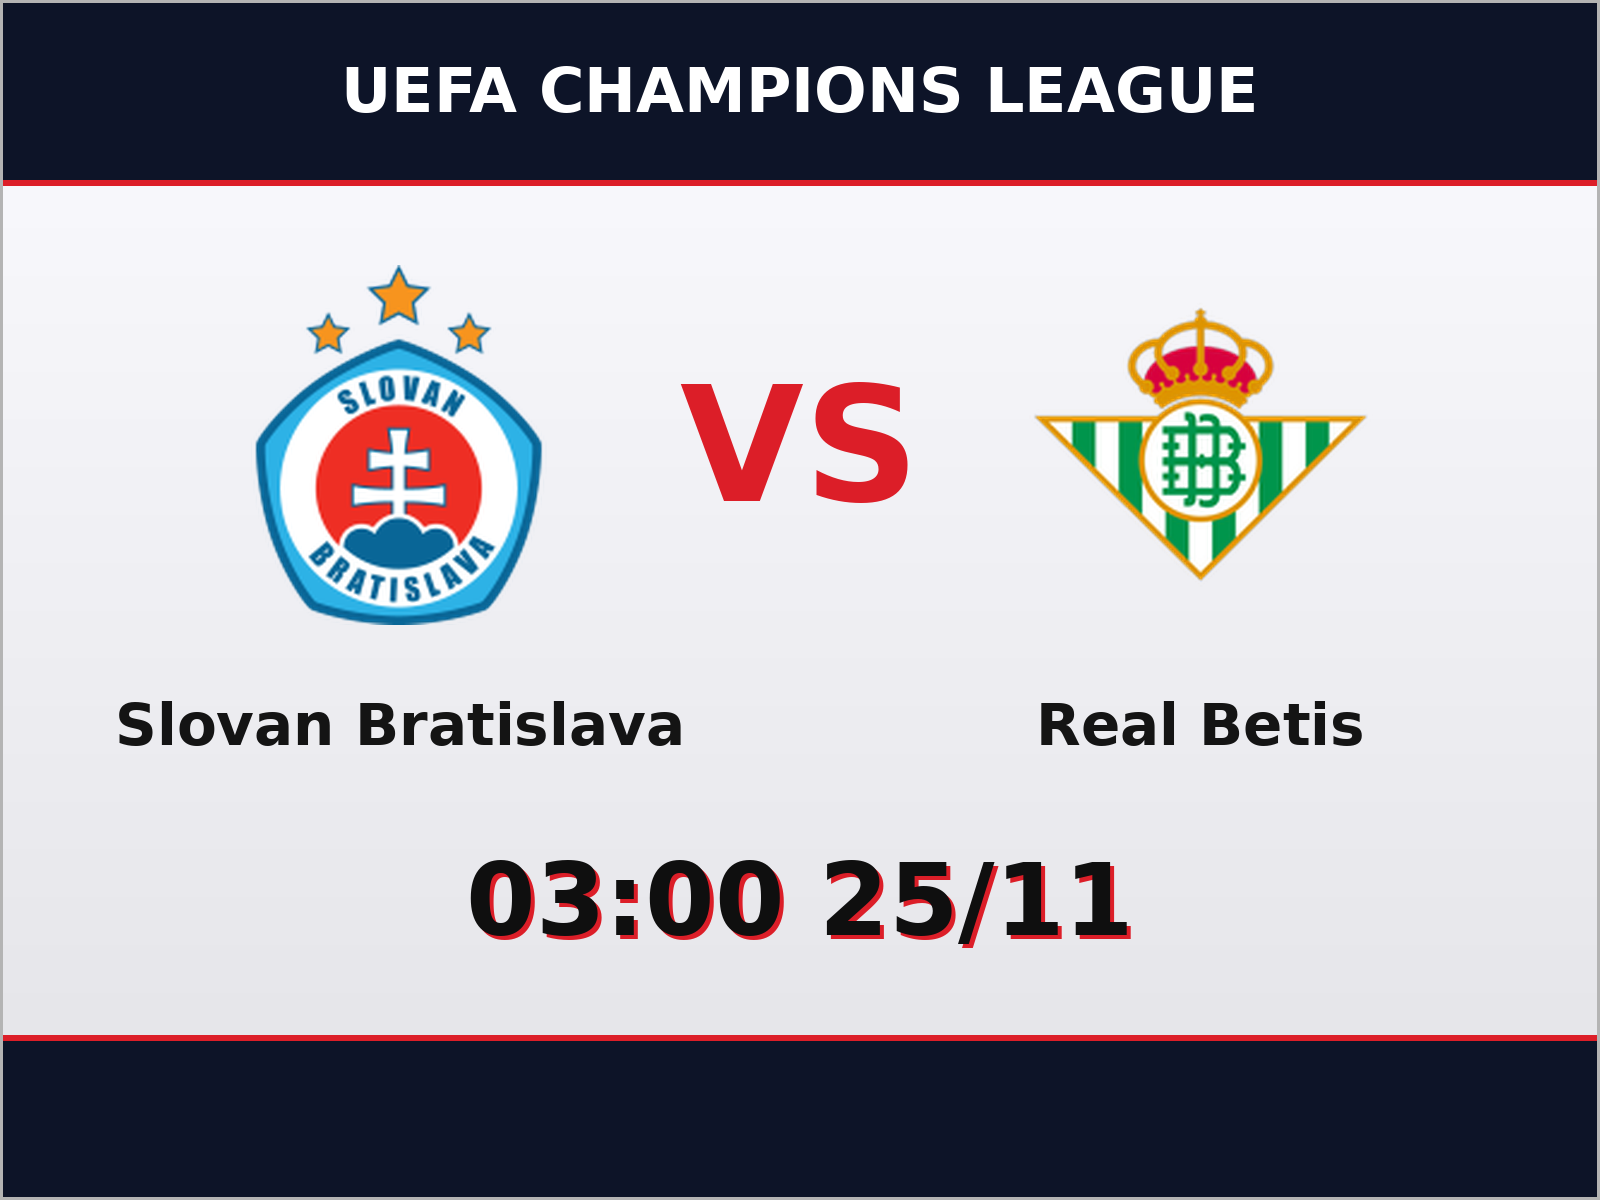 UEFA CHAMPIONS LEAGUE
SLOVAN
BRATISLAVA
VS
Slovan Bratislava
Real Betis
03:00 25/11